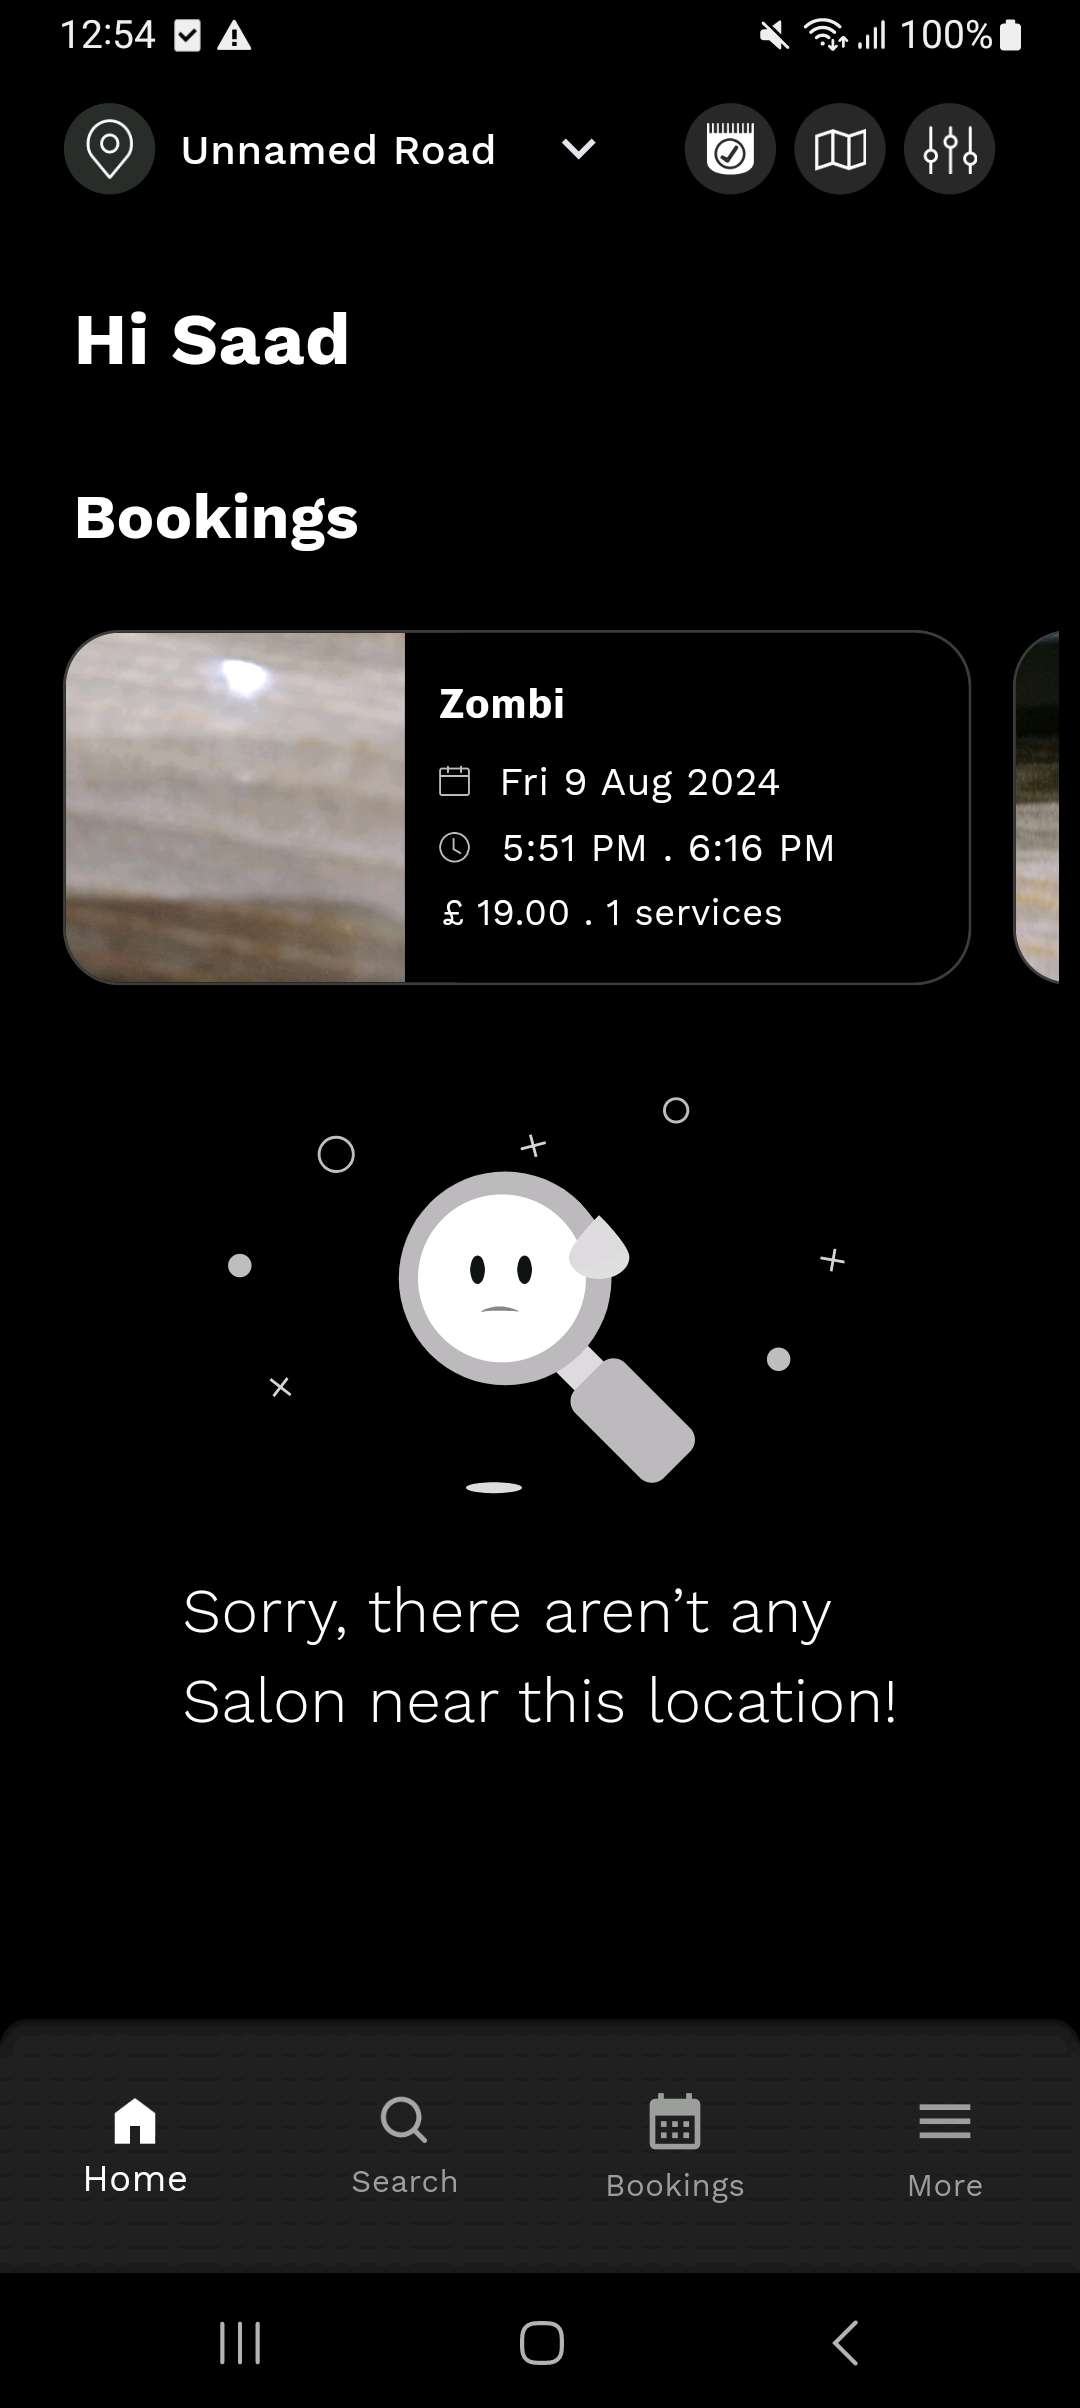 12:54
100%
Unnamed Road
Hi Saad
Bookings
Zombi
Fri 9 Aug 2024
5:51 PM . 6:16 PM
£ 19.00 . 1 services
Sorry, there aren’t any
Salon near this location!
Home
Search
Bookings
More